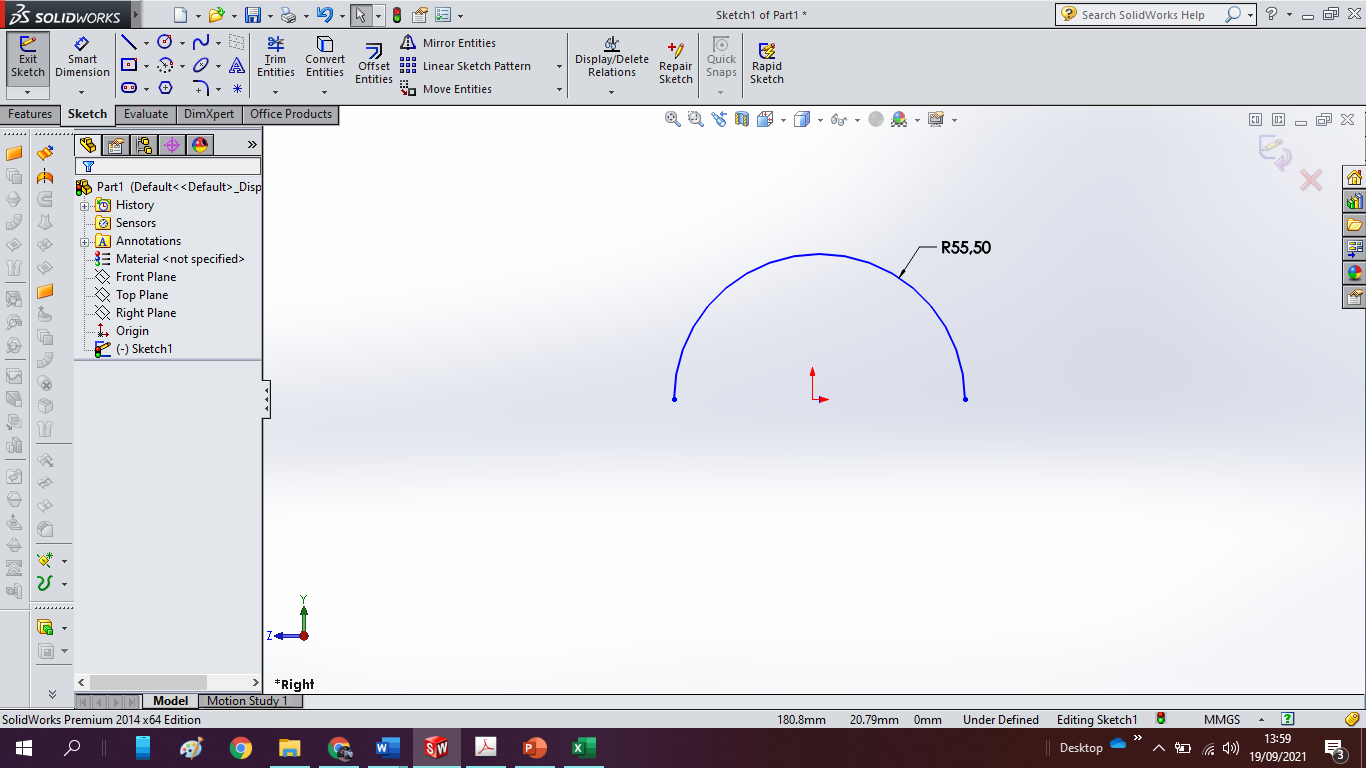 SOLIDWORKS
Sketch1 of Part1 *
Search SolidWorks Help
Exit Sketch
Smart Dimension
Trim Entities
Convert Entities
Offset Entities
Mirror Entities
Linear Sketch Pattern
Move Entities
Display/Delete Relations
Repair Sketch
Quick Snaps
Rapid Sketch
Features
Sketch
Evaluate
DimXpert
Office Products
Part1 (Default<<Default>_Disp
History
Sensors
Annotations
Material <not specified>
Front Plane
Top Plane
Right Plane
Origin
(-) Sketch1
R55,50
Y
Z
*Right
Model
Motion Study 1
SolidWorks Premium 2014 x64 Edition
180.8mm
20.79mm
0mm
Under Defined
Editing Sketch1
MMGS
Desktop
13:59
19/09/2021
3